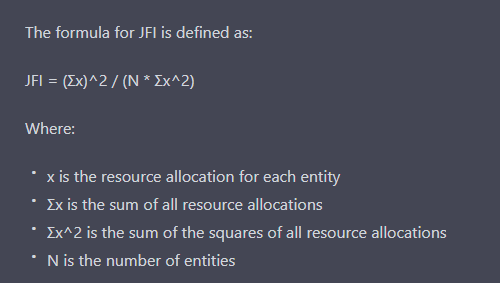 The formula for JFI is defined as:
JFI = (Σx)^2 / (N * Σx^2)
Where:
• x is the resource allocation for each entity
• Σx is the sum of all resource allocations
• Σx^2 is the sum of the squares of all resource allocations
• N is the number of entities